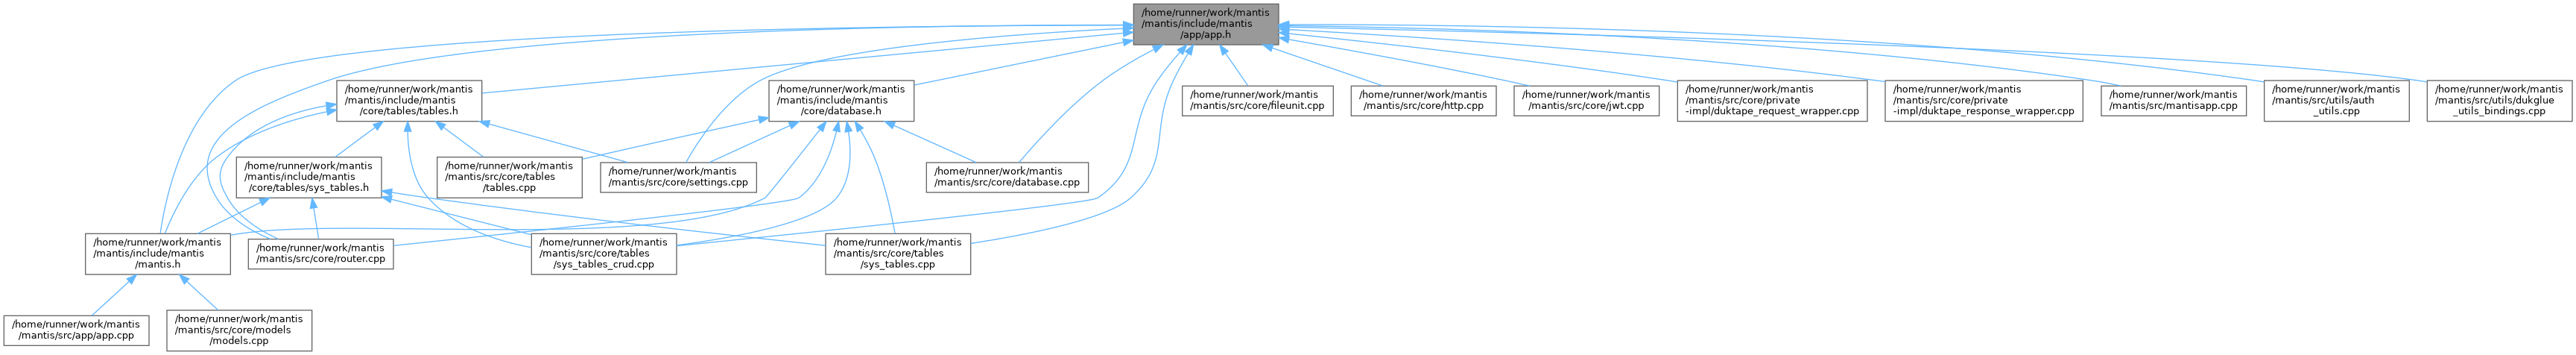 /home/runner/work/mantis
/mantis/include/mantis
/app/app.h
/home/runner/work/mantis
/mantis/include/mantis
/core/tables/tables.h
/home/runner/work/mantis
/mantis/include/mantis
/core/database.h
/home/runner/work/mantis
/mantis/src/core/fileunit.cpp
/home/runner/work/mantis
/mantis/src/core/http.cpp
/home/runner/work/mantis
/mantis/src/core/jwt.cpp
/home/runner/work/mantis
/mantis/src/core/private
-impl/duktape_request_wrapper.cpp
/home/runner/work/mantis
/mantis/src/core/private
-impl/duktape_response_wrapper.cpp
/home/runner/work/mantis
/mantis/src/mantisapp.cpp
/home/runner/work/mantis
/mantis/src/utils/auth
_utils.cpp
/home/runner/work/mantis
/mantis/src/utils/dukglue
_utils_bindings.cpp
/home/runner/work/mantis
/mantis/include/mantis
/core/tables/sys_tables.h
/home/runner/work/mantis
/mantis/src/core/tables
/tables.cpp
/home/runner/work/mantis
/mantis/src/core/settings.cpp
/home/runner/work/mantis
/mantis/src/core/database.cpp
/home/runner/work/mantis
/mantis/include/mantis
/mantis.h
/home/runner/work/mantis
/mantis/src/core/router.cpp
/home/runner/work/mantis
/mantis/src/core/tables
/sys_tables_crud.cpp
/home/runner/work/mantis
/mantis/src/core/tables
/sys_tables.cpp
/home/runner/work/mantis
/mantis/src/app/app.cpp
/home/runner/work/mantis
/mantis/src/core/models
/models.cpp